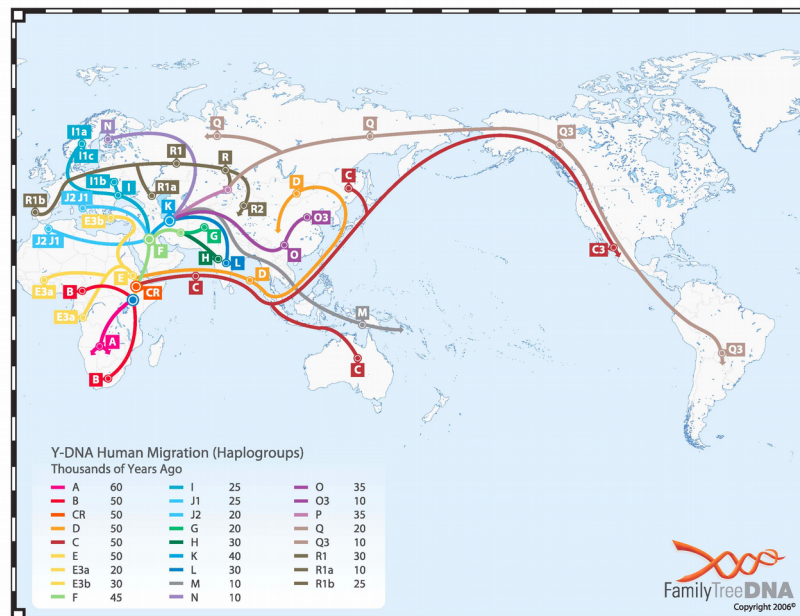 I1a
N
Q
Q
Q3
I1c
R1
R
I1b
I
R1a
D
C
R1b
J2 J1
K
R2
E3b
O3
J2 J1
F
G
O
H
L
C3
E
D
E3a
B
CR
C
E3a
M
A
Q3
B
C
Y-DNA Human Migration (Haplogroups)
Thousands of Years Ago
A 60
B 50
CR 50
D 50
C 50
E 50
E3a 20
E3b 30
F 45
I 25
J1 25
J2 20
G 20
H 30
K 40
L 30
M 10
N 10
O 35
O3 10
P 35
Q 20
Q3 10
R1 30
R1a 10
R1b 25
FamilyTreeDNA
Copyright 2006©